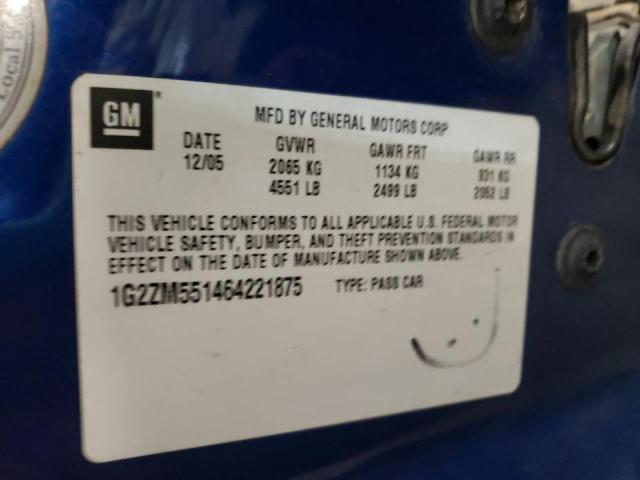 Local 5
GM ®
MFD BY GENERAL MOTORS CORP
DATE GVWR GAWR FRT GAWR RR
12/05 2065 KG 1134 KG 931 KG
4551 LB 2499 LB 2052 LB
THIS VEHICLE CONFORMS TO ALL APPLICABLE U.S. FEDERAL MOTOR
VEHICLE SAFETY, BUMPER, AND THEFT PREVENTION STANDARDS IN
EFFECT ON THE DATE OF MANUFACTURE SHOWN ABOVE.
1G2ZM551464221875 TYPE: PASS CAR